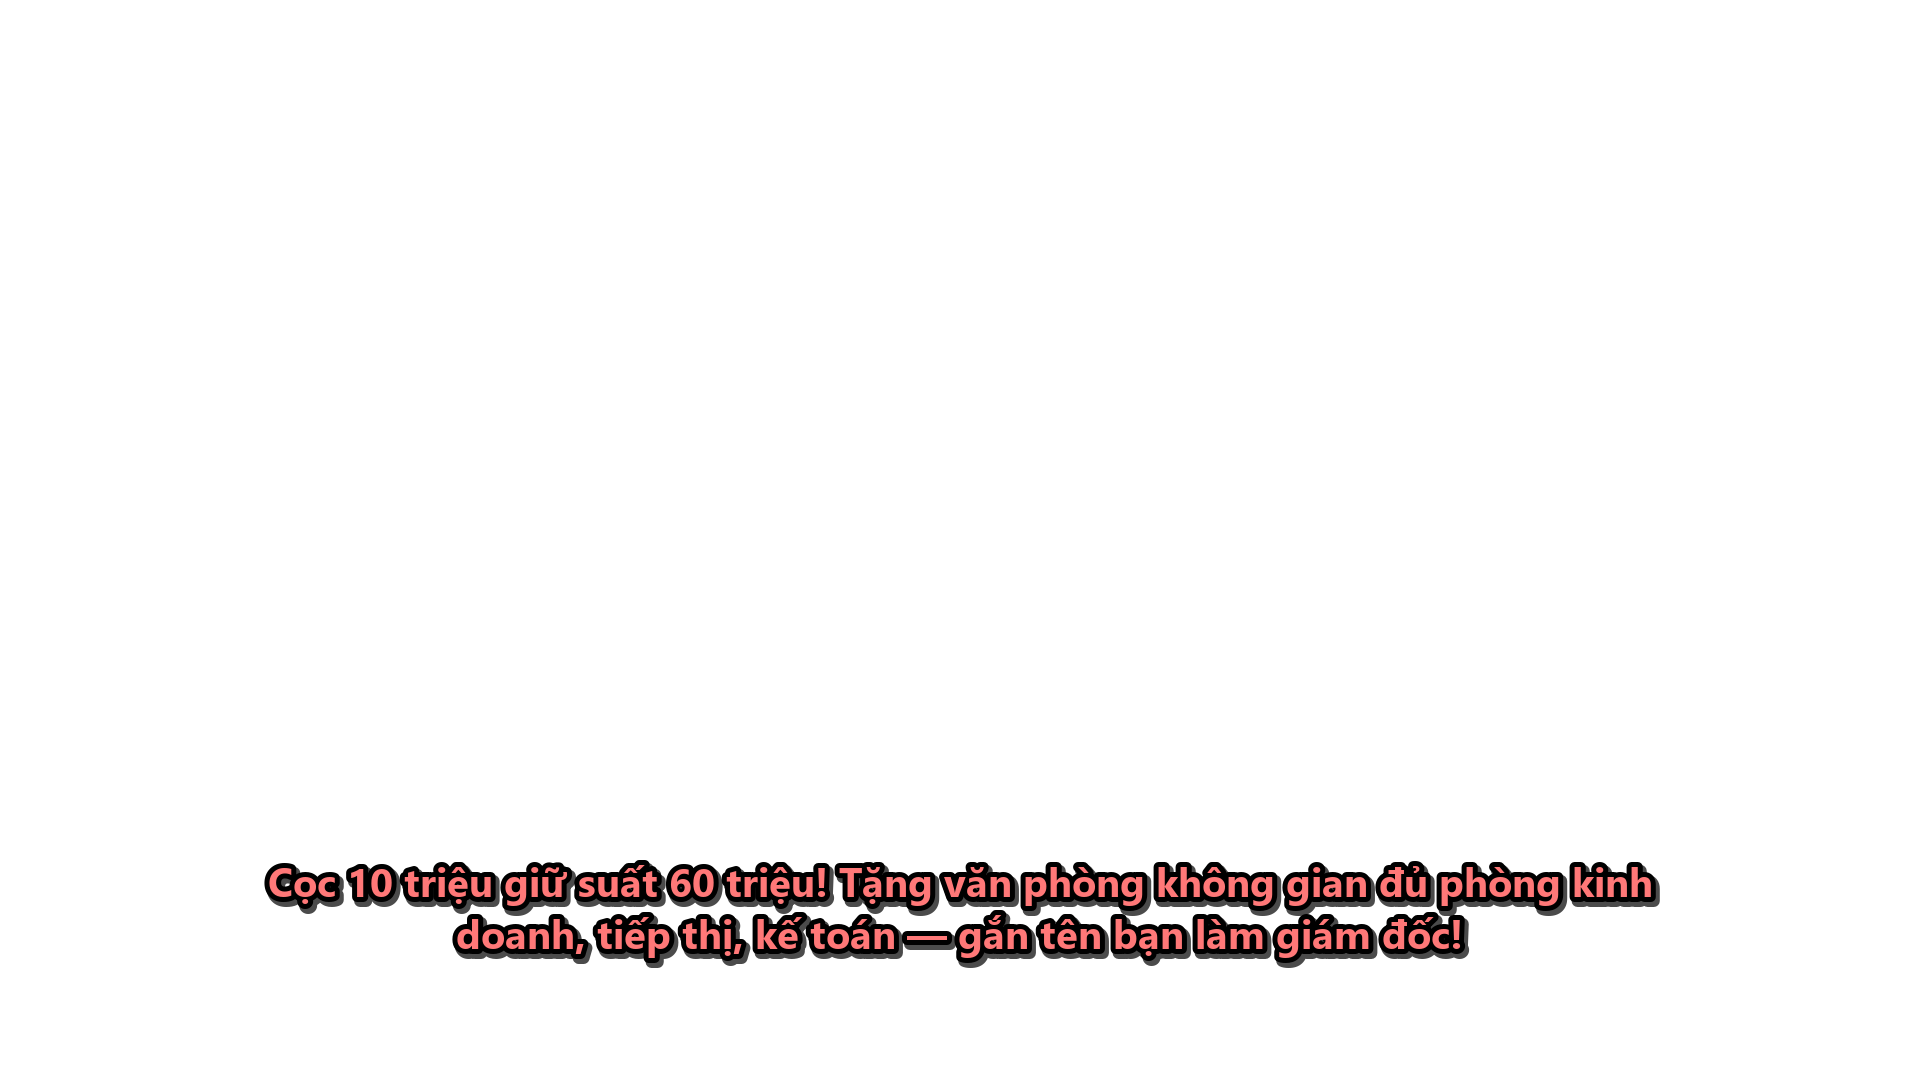 Cọc 10 triệu giữ suất 60 triệu! Tặng văn phòng không gian đủ phòng kinh
doanh, tiếp thị, kế toán — gắn tên bạn làm giám đốc!